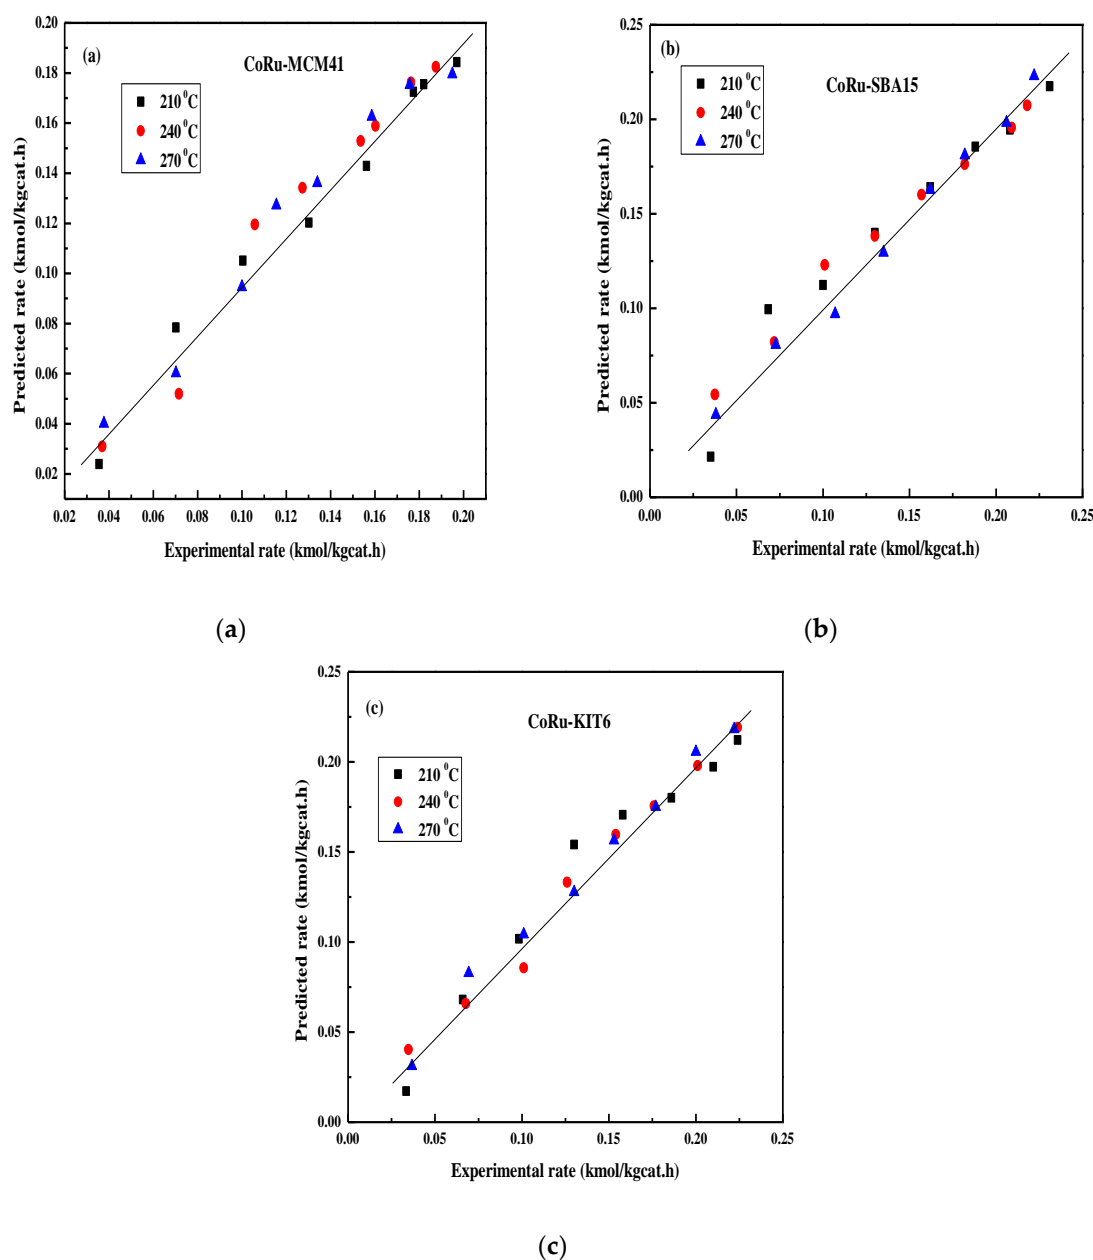 (a)
CoRu-MCM41
210 ⁰C
240 ⁰C
270 ⁰C
Predicted rate (kmol/kgcat.h)
0.20
0.18
0.16
0.14
0.12
0.10
0.08
0.06
0.04
0.02
0.02 0.04 0.06 0.08 0.10 0.12 0.14 0.16 0.18 0.20
Experimental rate (kmol/kgcat.h)
(a)
(b)
CoRu-SBA15
210 ⁰C
240 ⁰C
270 ⁰C
Predicted rate (kmol/kgcat.h)
0.25
0.20
0.15
0.10
0.05
0.00
0.00 0.05 0.10 0.15 0.20 0.25
Experimental rate (kmol/kgcat.h)
(b)
(c)
CoRu-KIT6
210 ⁰C
240 ⁰C
270 ⁰C
Predicted rate (kmol/kgcat.h)
0.25
0.20
0.15
0.10
0.05
0.00
0.00 0.05 0.10 0.15 0.20 0.25
Experimental rate (kmol/kgcat.h)
(c)